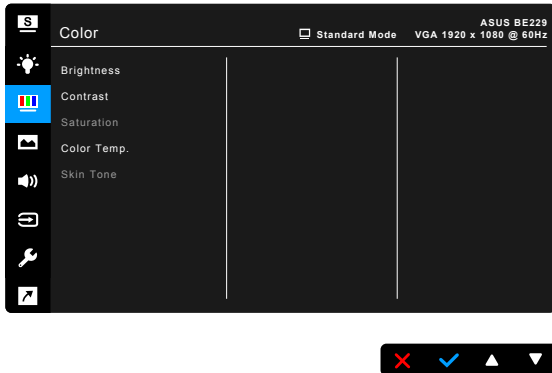 S
Color
Standard Mode
ASUS BE229
VGA 1920 x 1080 @ 60Hz
Brightness
Contrast
Saturation
Color Temp.
Skin Tone